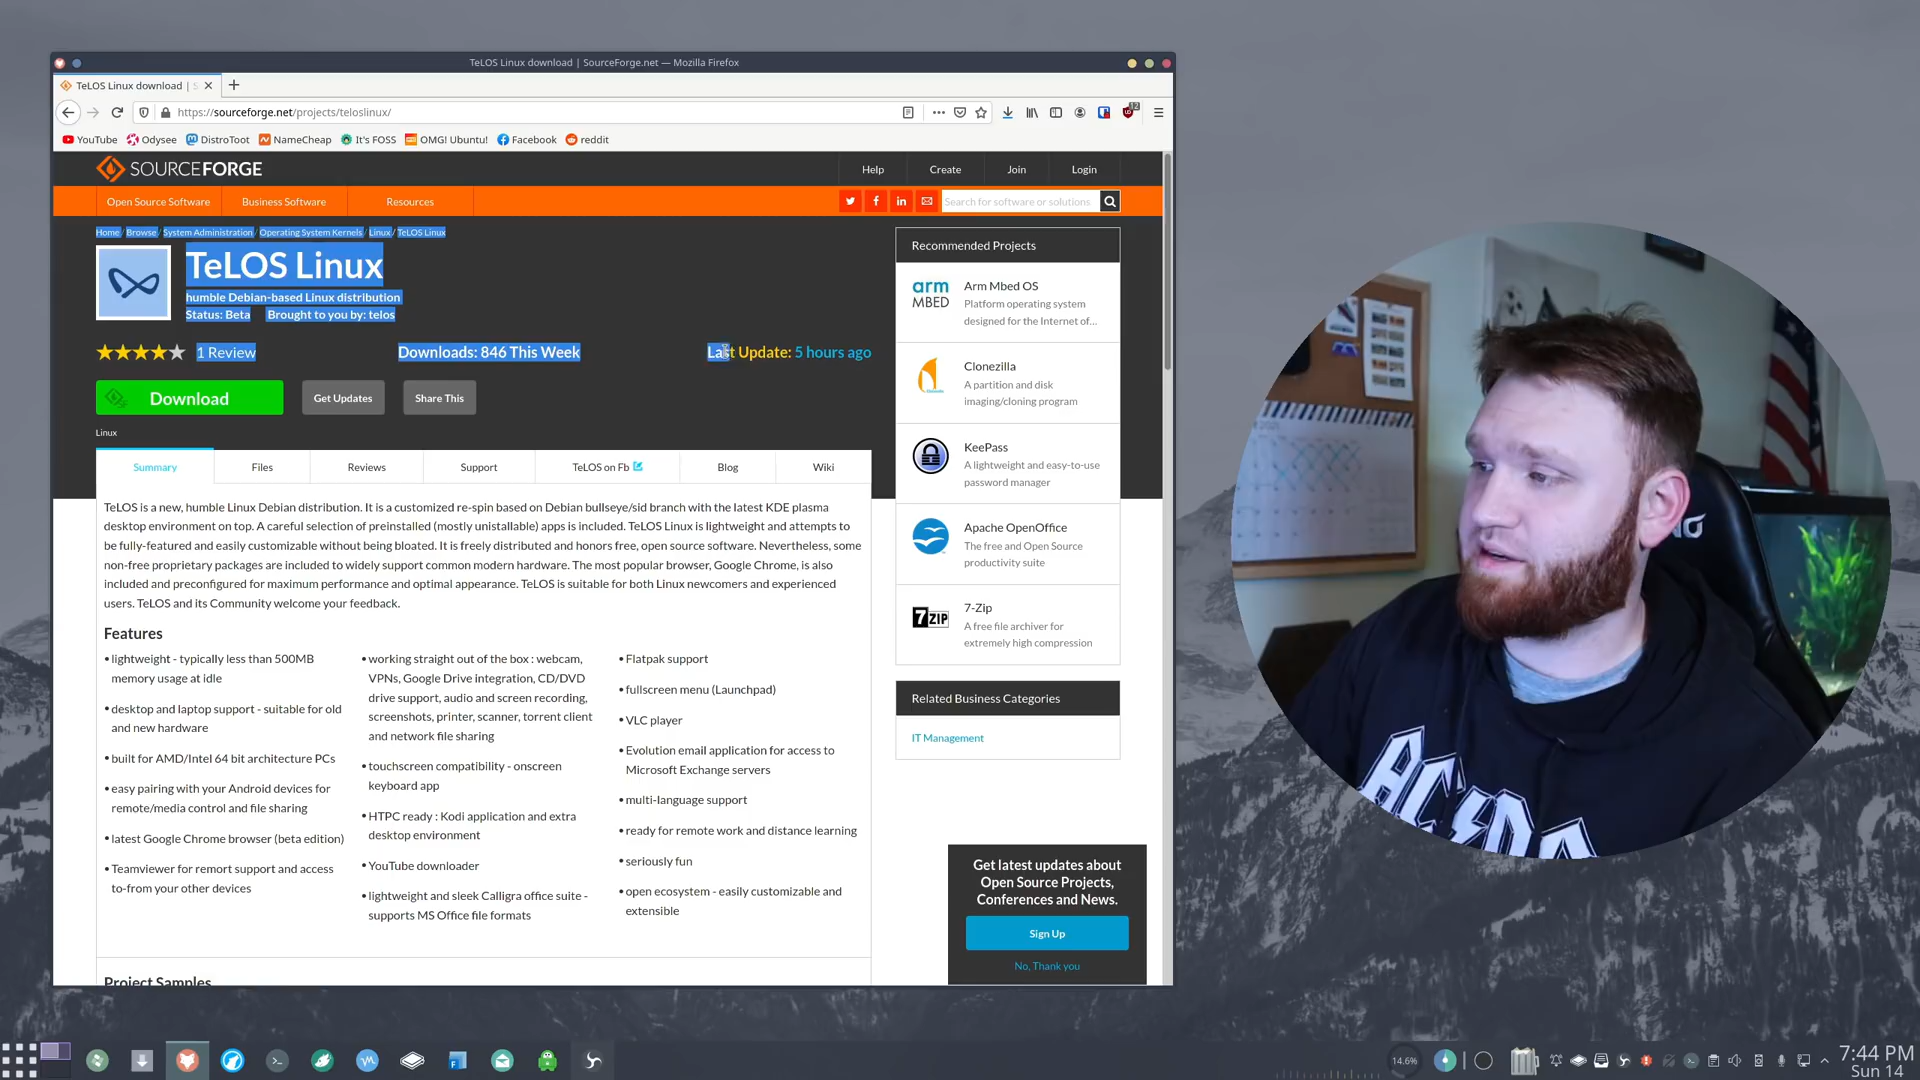 TeLOS Linux download | SourceForge.net — Mozilla Firefox
TeLOS Linux download | S
https://sourceforge.net/projects/teloslinux/
12
YouTube Odysee DistroToot NameCheap It's FOSS OMG! Ubuntu! Facebook reddit
SOURCEFORGE
Help Create Join Login
Open Source Software Business Software Resources
Search for software or solutions
Home / Browse / System Administration / Operating System Kernels / Linux / TeLOS Linux
TeLOS Linux
humble Debian-based Linux distribution
Status: Beta Brought to you by: telos
1 Review Downloads: 846 This Week Last Update: 5 hours ago
Download Get Updates Share This
Linux
Summary Files Reviews Support TeLOS on Fb Blog Wiki
TeLOS is a new, humble Linux Debian distribution. It is a customized re-spin based on Debian bullseye/sid branch with the latest KDE plasma
desktop environment on top. A careful selection of preinstalled (mostly unistallable) apps is included. TeLOS Linux is lightweight and attempts to
be fully-featured and easily customizable without being bloated. It is freely distributed and honors free, open source software. Nevertheless, some
non-free proprietary packages are included to widely support common modern hardware. The most popular browser, Google Chrome, is also
included and preconfigured for maximum performance and optimal appearance. TeLOS is suitable for both Linux newcomers and experienced
users. TeLOS and its Community welcome your feedback.
Features
• lightweight - typically less than 500MB
memory usage at idle
• desktop and laptop support - suitable for old
and new hardware
• built for AMD/Intel 64 bit architecture PCs
• easy pairing with your Android devices for
remote/media control and file sharing
• latest Google Chrome browser (beta edition)
• Teamviewer for remort support and access
to-from your other devices
• working straight out of the box : webcam,
VPNs, Google Drive integration, CD/DVD
drive support, audio and screen recording,
screenshots, printer, scanner, torrent client
and network file sharing
• touchscreen compatibility - onscreen
keyboard app
• HTPC ready : Kodi application and extra
desktop environment
• YouTube downloader
• lightweight and sleek Calligra office suite -
supports MS Office file formats
• Flatpak support
• fullscreen menu (Launchpad)
• VLC player
• Evolution email application for access to
Microsoft Exchange servers
• multi-language support
• ready for remote work and distance learning
• seriously fun
• open ecosystem - easily customizable and
extensible
Project Samples
Recommended Projects
arm
MBED
Arm Mbed OS
Platform operating system
designed for the Internet of...
Clonezilla
A partition and disk
imaging/cloning program
KeePass
A lightweight and easy-to-use
password manager
Apache OpenOffice
The free and Open Source
productivity suite
7ZIP
7-Zip
A free file archiver for
extremely high compression
Related Business Categories
IT Management
Get latest updates about
Open Source Projects,
Conferences and News.
Sign Up
No, Thank you
AC DC
14.6%
7:44 PM
Sun 14